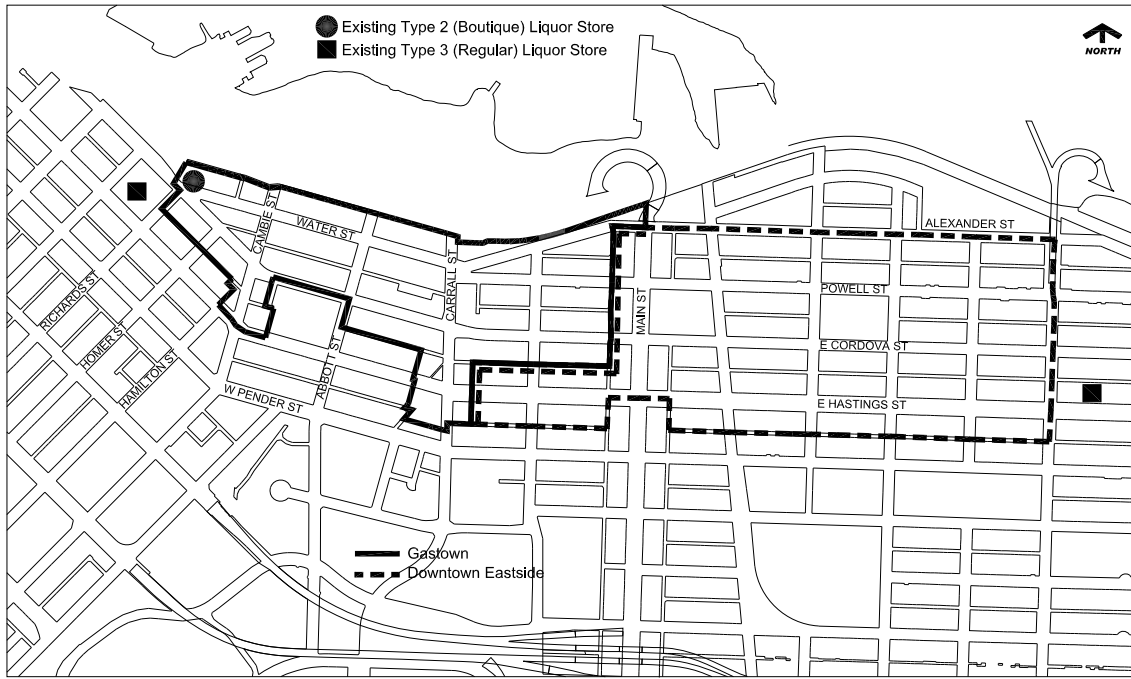 Existing Type 2 (Boutique) Liquor Store
Existing Type 3 (Regular) Liquor Store
NORTH
CAMBIE ST
WATER ST
CARRALL ST
ALEXANDER ST
RICHARDS ST
HOMER ST
HAMILTON ST
ABBOTT ST
MAIN ST
POWELL ST
E CORDOVA ST
W PENDER ST
E HASTINGS ST
Gastown
Downtown Eastside